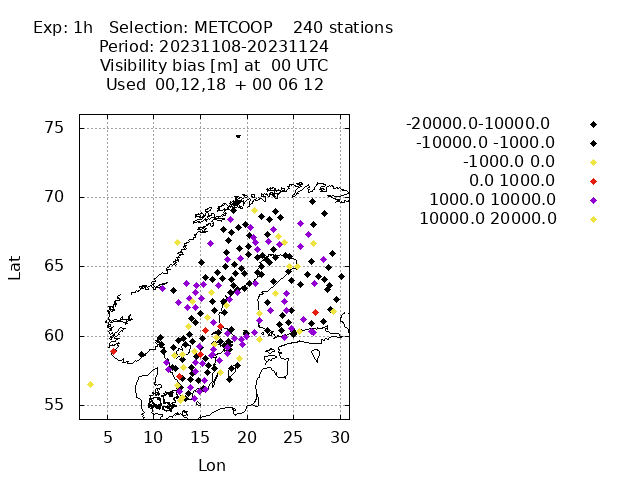 Exp: 1h   Selection: METCOOP    240 stations
Period: 20231108-20231124
Visibility bias [m] at  00 UTC
Used  00,12,18  + 00 06 12
-20000.0-10000.0
-10000.0 -1000.0
-1000.0 0.0
0.0 1000.0
1000.0 10000.0
10000.0 20000.0
75
70
65
60
55
Lat
5 10 15 20 25 30
Lon